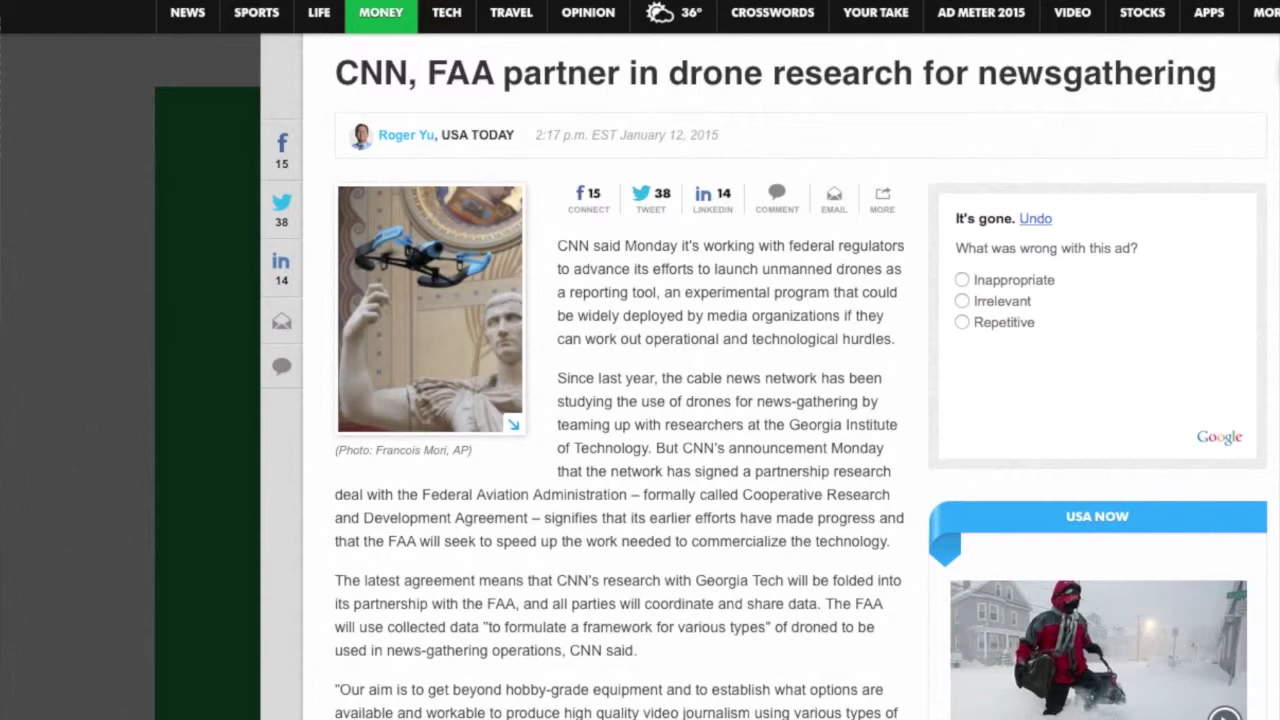 NEWS SPORTS LIFE MONEY TECH TRAVEL OPINION 36° CROSSWORDS YOUR TAKE AD METER 2015 VIDEO STOCKS APPS MOR
CNN, FAA partner in drone research for newsgathering
Roger Yu, USA TODAY 2:17 p.m. EST January 12, 2015
f
15
38
in
14
f 15 38 in 14
CONNECT TWEET LINKEDIN COMMENT EMAIL MORE
(Photo: Francois Mori, AP)
CNN said Monday it's working with federal regulators
to advance its efforts to launch unmanned drones as
a reporting tool, an experimental program that could
be widely deployed by media organizations if they
can work out operational and technological hurdles.
Since last year, the cable news network has been
studying the use of drones for news-gathering by
teaming up with researchers at the Georgia Institute
of Technology. But CNN's announcement Monday
that the network has signed a partnership research
deal with the Federal Aviation Administration – formally called Cooperative Research
and Development Agreement – signifies that its earlier efforts have made progress and
that the FAA will seek to speed up the work needed to commercialize the technology.
The latest agreement means that CNN's research with Georgia Tech will be folded into
its partnership with the FAA, and all parties will coordinate and share data. The FAA
will use collected data "to formulate a framework for various types" of droned to be
used in news-gathering operations, CNN said.
"Our aim is to get beyond hobby-grade equipment and to establish what options are
available and workable to produce high quality video journalism using various types of
It's gone. Undo
What was wrong with this ad?
Inappropriate
Irrelevant
Repetitive
Google
USA NOW